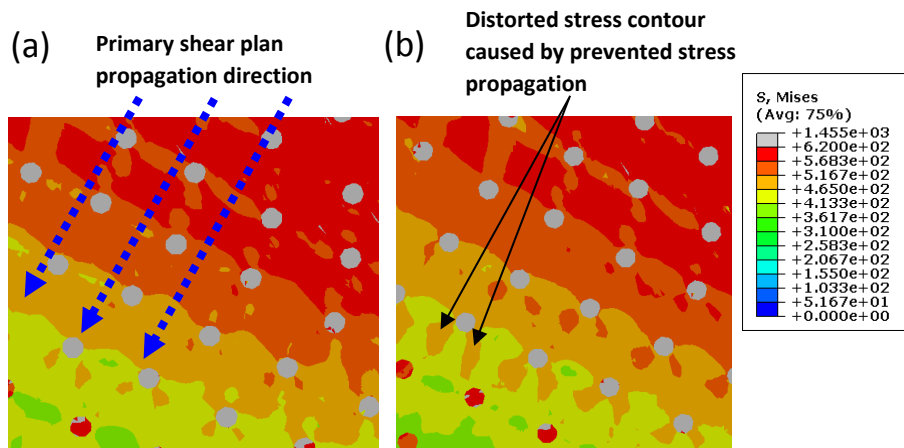 (a)
Primary shear plan
propagation direction
(b)
Distorted stress contour
caused by prevented stress
propagation
S, Mises
(Avg: 75%)
+1.455e+03
+6.200e+02
+5.683e+02
+5.167e+02
+4.650e+02
+4.133e+02
+3.617e+02
+3.100e+02
+2.583e+02
+2.067e+02
+1.550e+02
+1.033e+02
+5.167e+01
+0.000e+00